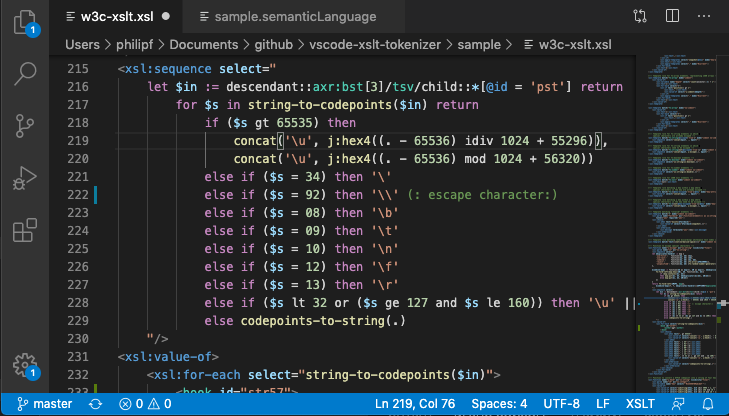 w3c-xslt.xsl
sample.semanticLanguage
Users > philipf > Documents > github > vscode-xslt-tokenizer > sample > w3c-xslt.xsl
215 <xsl:sequence select="
216 let $in := descendant::axr:bst[3]/tsv/child::*[@id = 'pst'] return
217 for $s in string-to-codepoints($in) return
218 if ($s gt 65535) then
219 concat('\u', j:hex4((. - 65536) idiv 1024 + 55296)),
220 concat('\u', j:hex4((. - 65536) mod 1024 + 56320))
221 else if ($s = 34) then '\'
222 else if ($s = 92) then '\\' (: escape character:)
223 else if ($s = 08) then '\b'
224 else if ($s = 09) then '\t'
225 else if ($s = 10) then '\n'
226 else if ($s = 12) then '\f'
227 else if ($s = 13) then '\r'
228 else if ($s lt 32 or ($s ge 127 and $s le 160)) then '\u' ||
229 else codepoints-to-string(.)
230 "/>
231 <xsl:value-of>
232 <xsl:for-each select="string-to-codepoints($in)">
233 <book id="str57">
1
1
master
0 0
Ln 219, Col 76
Spaces: 4
UTF-8
LF
XSLT